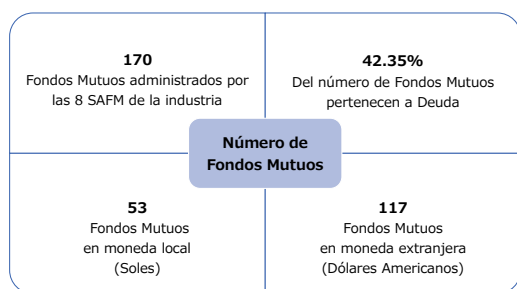 170
Fondos Mutuos administrados por
las 8 SAFM de la industria
42.35%
Del número de Fondos Mutuos
pertenecen a Deuda
Número de
Fondos Mutuos
53
Fondos Mutuos
en moneda local
(Soles)
117
Fondos Mutuos
en moneda extranjera
(Dólares Americanos)